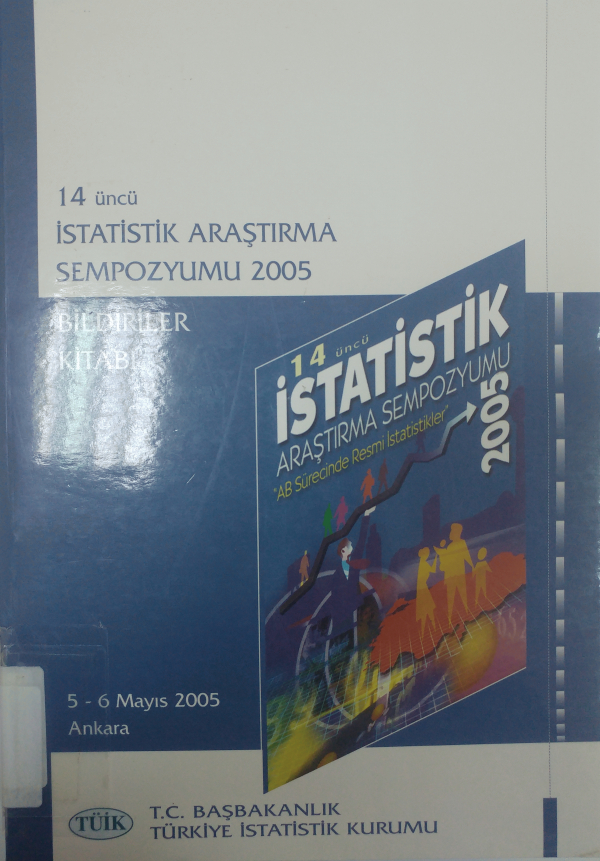 14 üncü
İSTATİSTİK ARAŞTIRMA
SEMPOZYUMU 2005
BİLDİRİLER
KİTABI
14 üncü
İSTATİSTİK
ARAŞTIRMA SEMPOZYUMU
2005
"AB Sürecinde Resmi İstatistikler"
5 - 6 Mayıs 2005
Ankara
TÜİK
T.C. BAŞBAKANLIK
TÜRKİYE İSTATİSTİK KURUMU